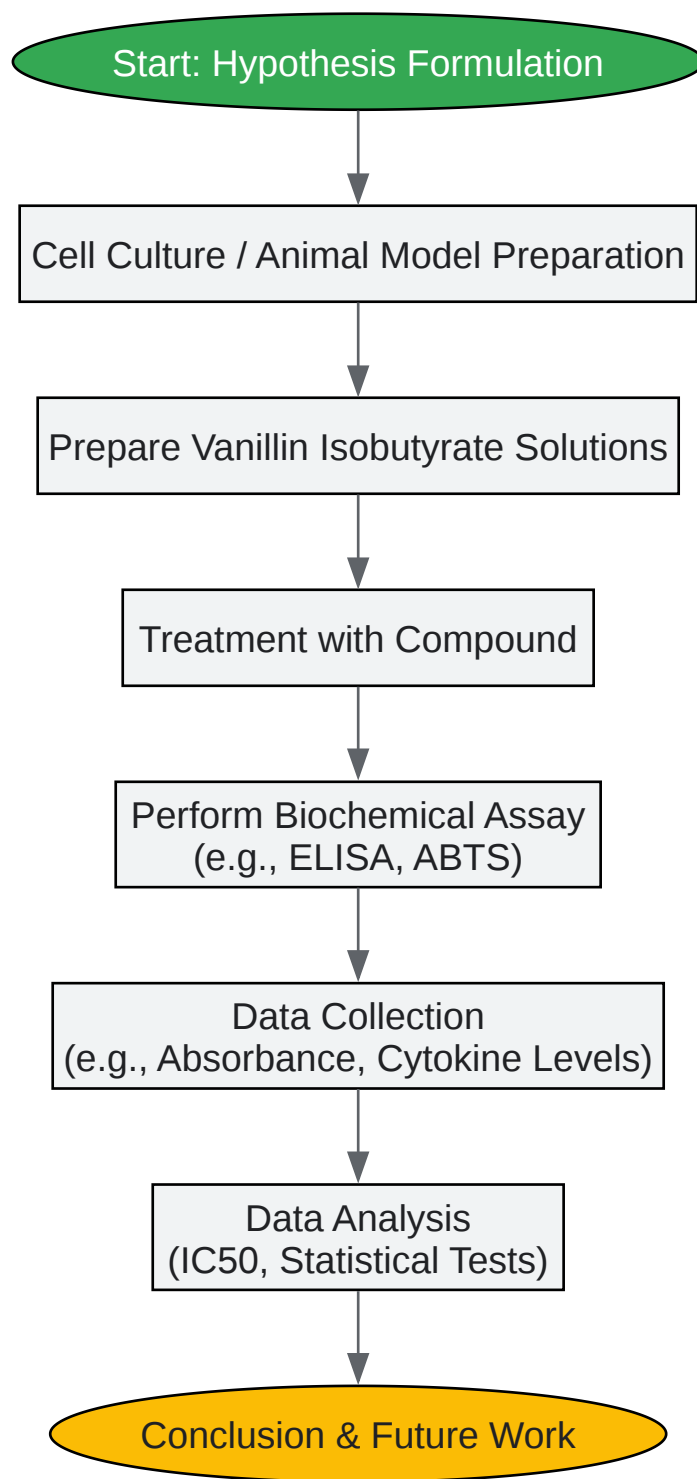 Start: Hypothesis Formulation
Cell Culture / Animal Model Preparation
Prepare Vanillin Isobutyrate Solutions
Treatment with Compound
Perform Biochemical Assay
(e.g., ELISA, ABTS)
Data Collection
(e.g., Absorbance, Cytokine Levels)
Data Analysis
(IC50, Statistical Tests)
Conclusion & Future Work